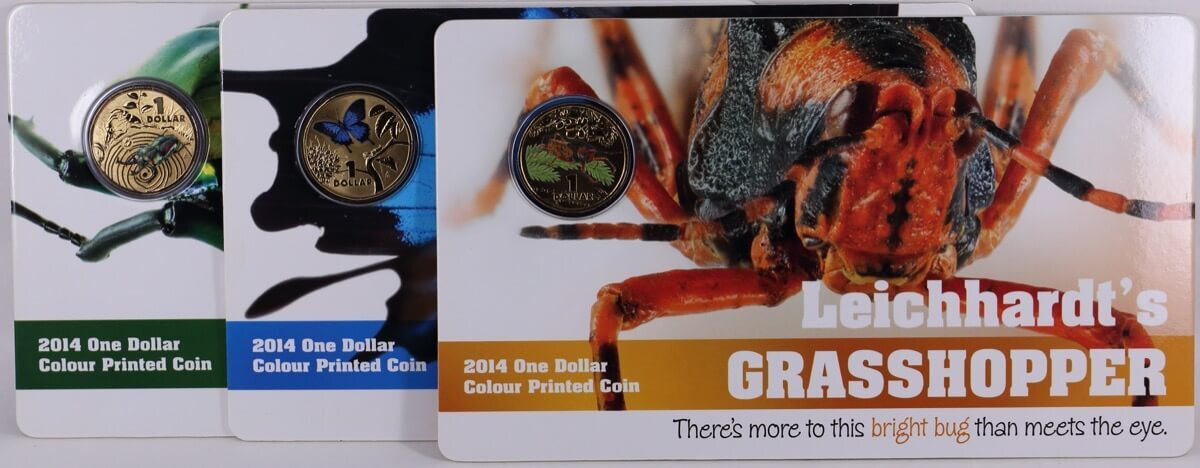 1
DOLLAR
2014 One Dollar
Colour Printed Coin
1
DOLLAR
2014 One Dollar
Colour Printed Coin
1
DOLLAR
2014 One Dollar
Colour Printed Coin
Leichhardt's
GRASSHOPPER
There's more to this bright bug than meets the eye.